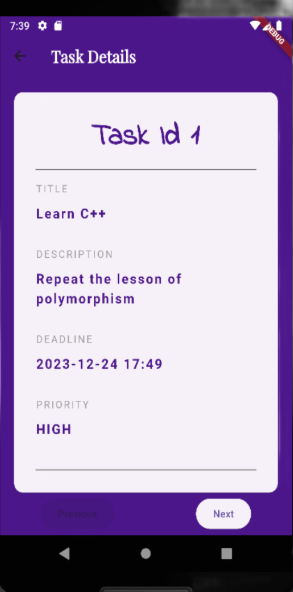 7:39
DEBUG
Task Details
Task Id 1
TITLE
Learn C++
DESCRIPTION
Repeat the lesson of
polymorphism
DEADLINE
2023-12-24 17:49
PRIORITY
HIGH
Previous
Next